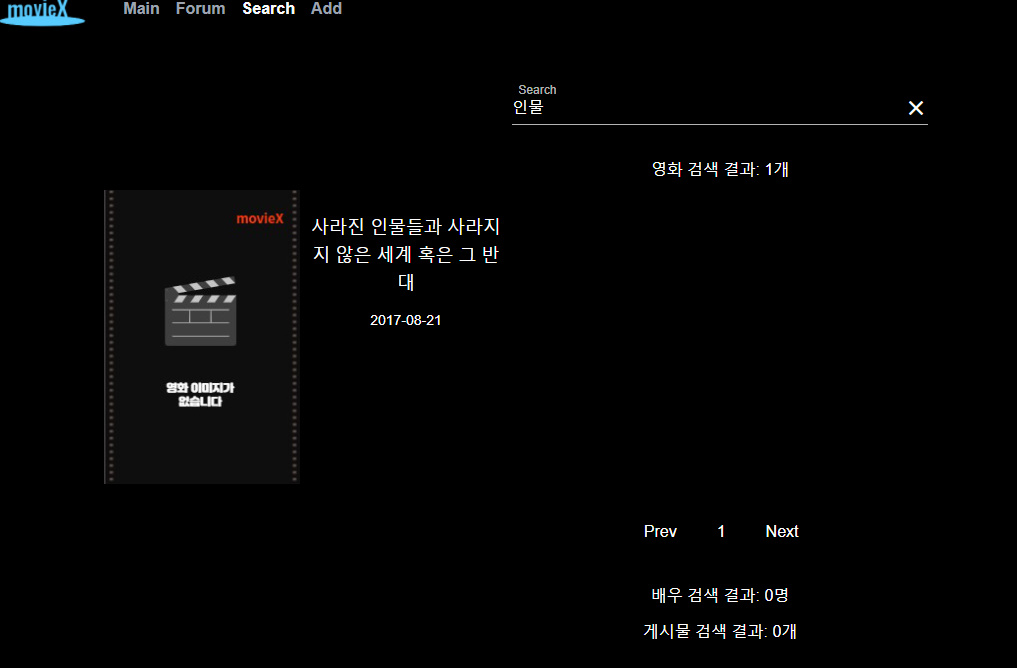 movieX Main Forum Search Add
Search
인물
영화 검색 결과: 1개
movieX
영화 이미지가
없습니다
사라진 인물들과 사라지
지 않은 세계 혹은 그 반
대
2017-08-21
Prev 1 Next
배우 검색 결과: 0명
게시물 검색 결과: 0개